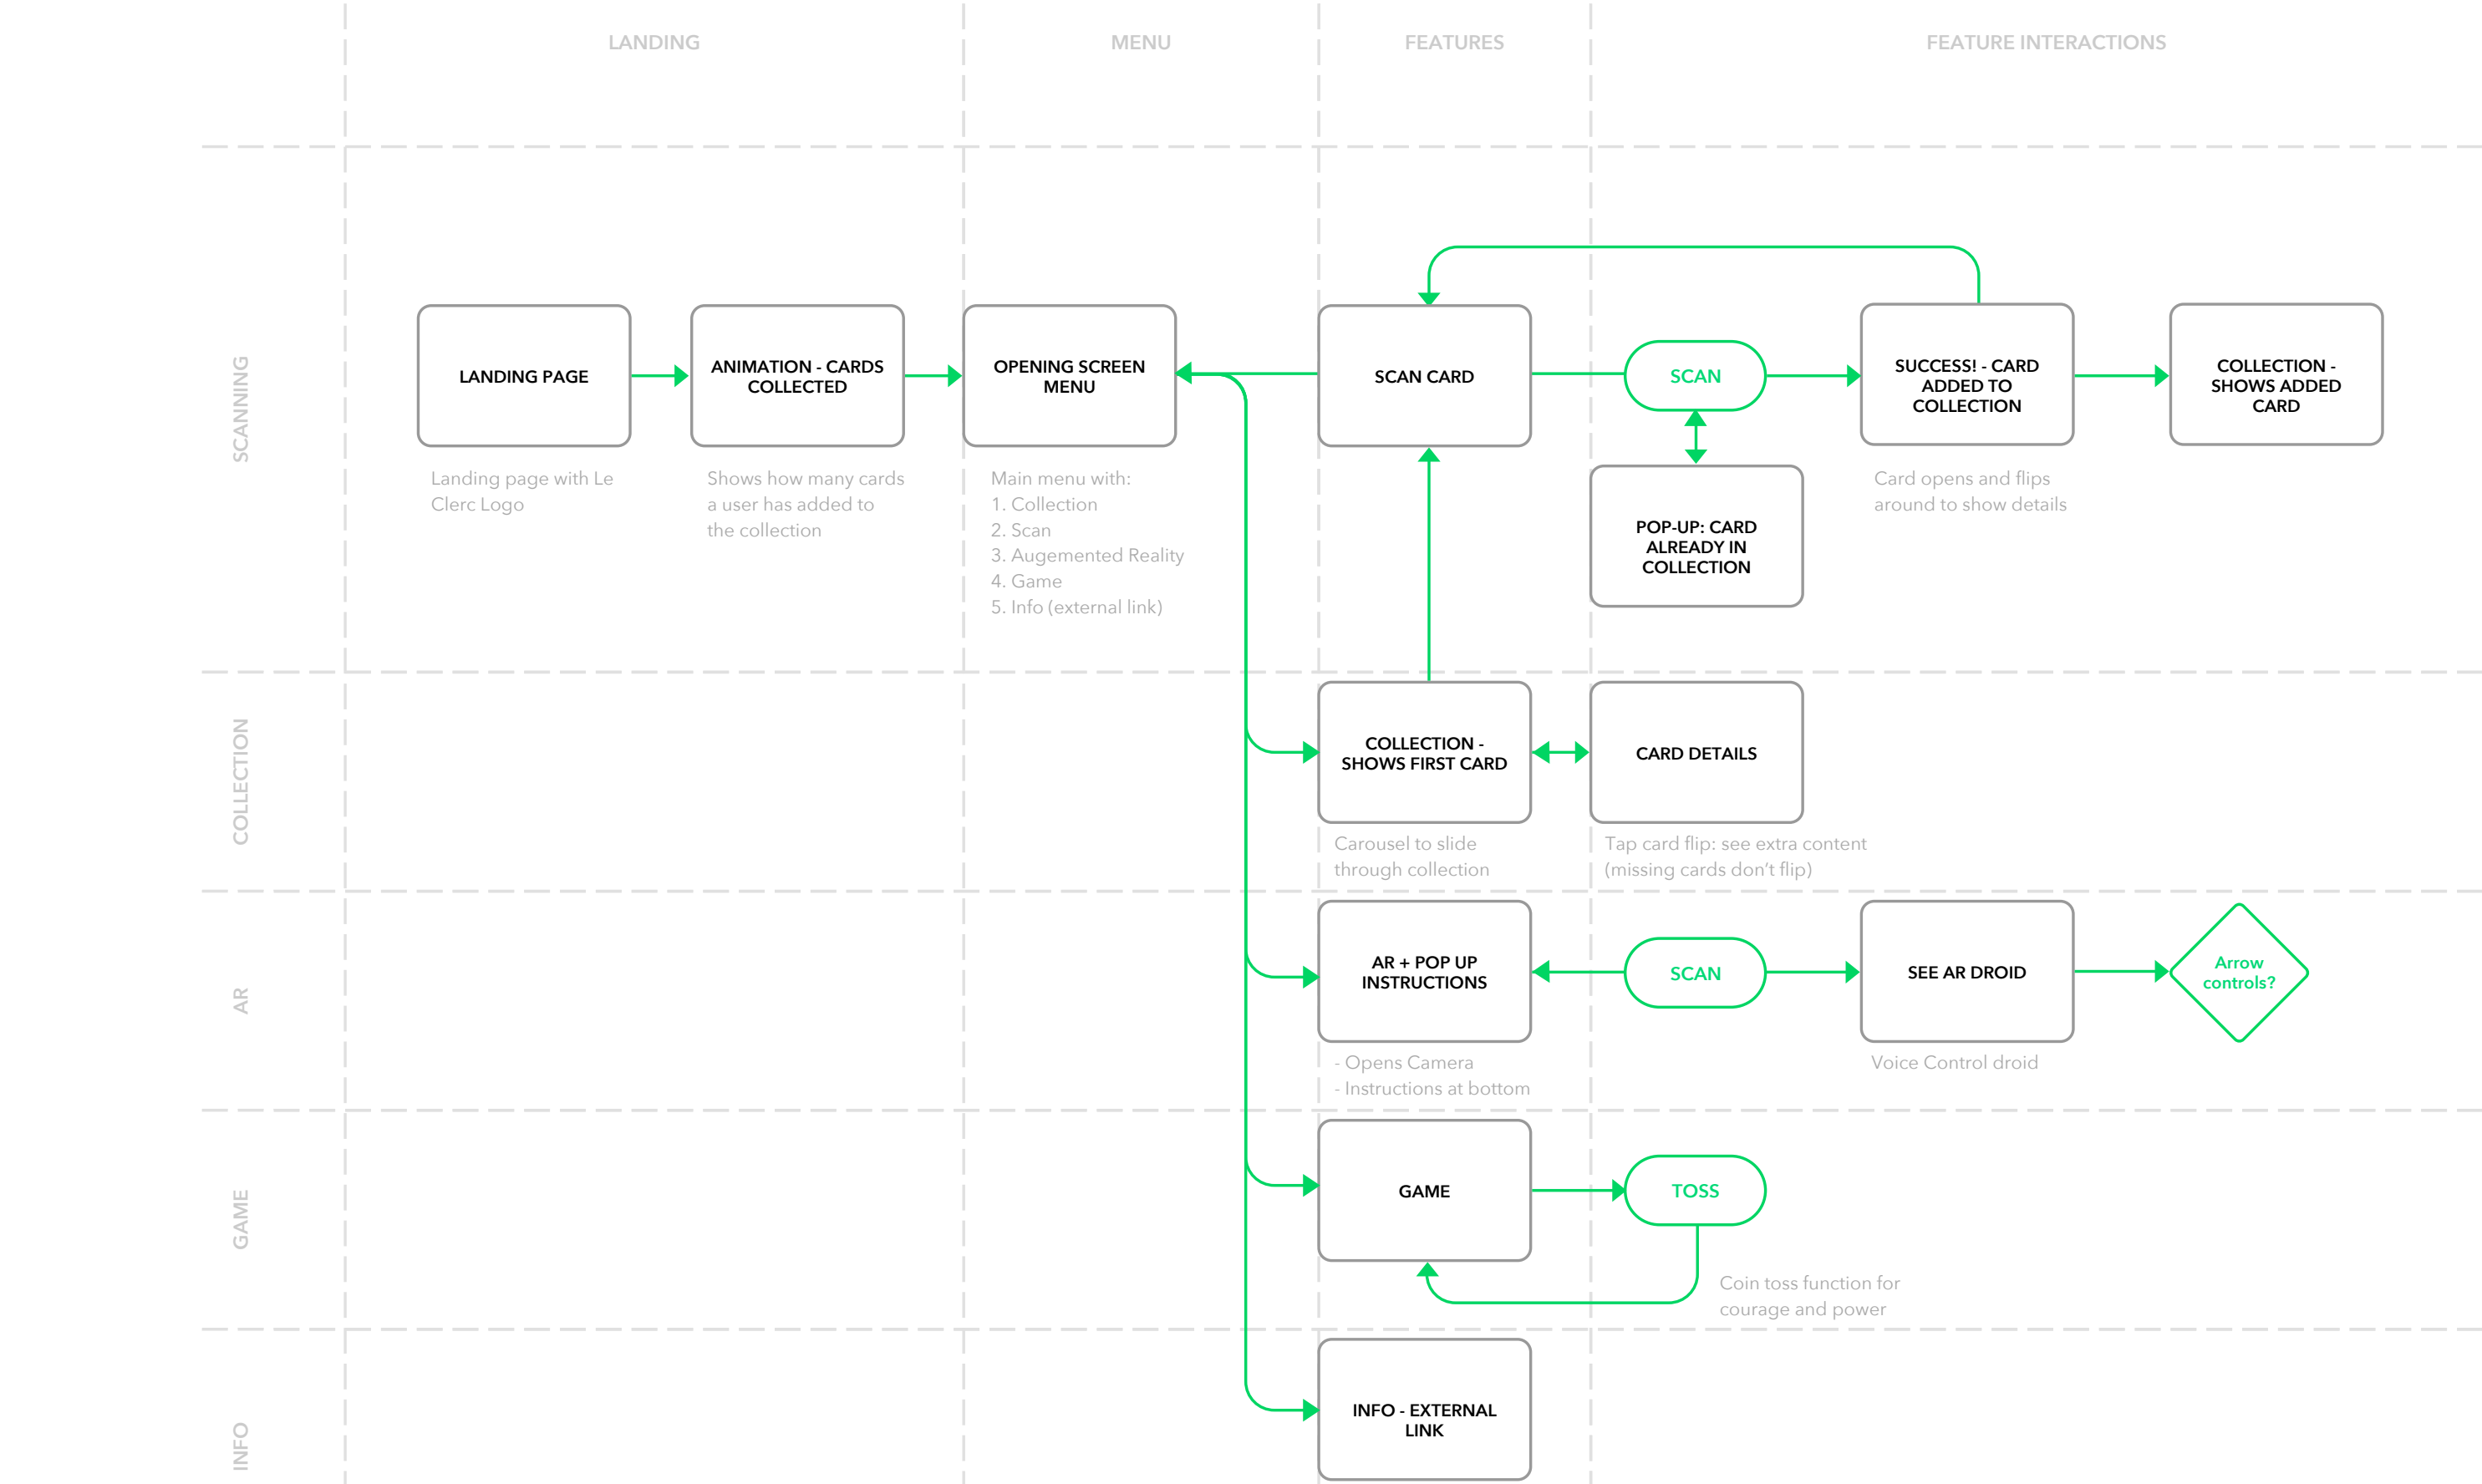 LANDING
MENU
FEATURES
FEATURE INTERACTIONS
SCANNING
LANDING PAGE
Landing page with Le
Clerc Logo
ANIMATION - CARDS
COLLECTED
Shows how many cards
a user has added to
the collection
OPENING SCREEN
MENU
Main menu with:
1. Collection
2. Scan
3. Augemented Reality
4. Game
5. Info (external link)
SCAN CARD
SCAN
POP-UP: CARD
ALREADY IN
COLLECTION
SUCCESS! - CARD
ADDED TO
COLLECTION
Card opens and flips
around to show details
COLLECTION -
SHOWS ADDED
CARD
COLLECTION
COLLECTION -
SHOWS FIRST CARD
Carousel to slide
through collection
CARD DETAILS
Tap card flip: see extra content
(missing cards don't flip)
AR
AR + POP UP
INSTRUCTIONS
- Opens Camera
- Instructions at bottom
SCAN
SEE AR DROID
Voice Control droid
Arrow
controls?
GAME
GAME
TOSS
Coin toss function for
courage and power
INFO
INFO - EXTERNAL
LINK